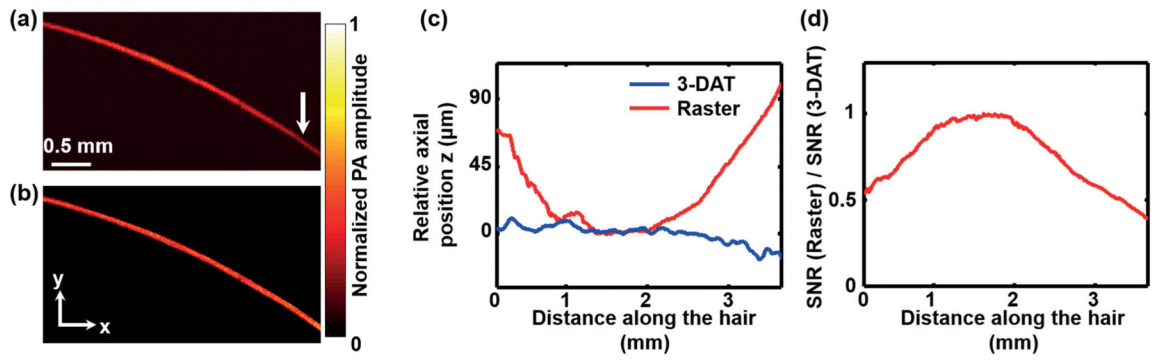 (a)
0.5 mm
(b)
y
x
1
Normalized PA amplitude
0
(c)
3-DAT
Raster
Relative axial
position z (μm)
90
45
0
0 1 2 3
Distance along the hair
(mm)
(d)
SNR (Raster) / SNR (3-DAT)
1
0.5
0
0 1 2 3
Distance along the hair
(mm)